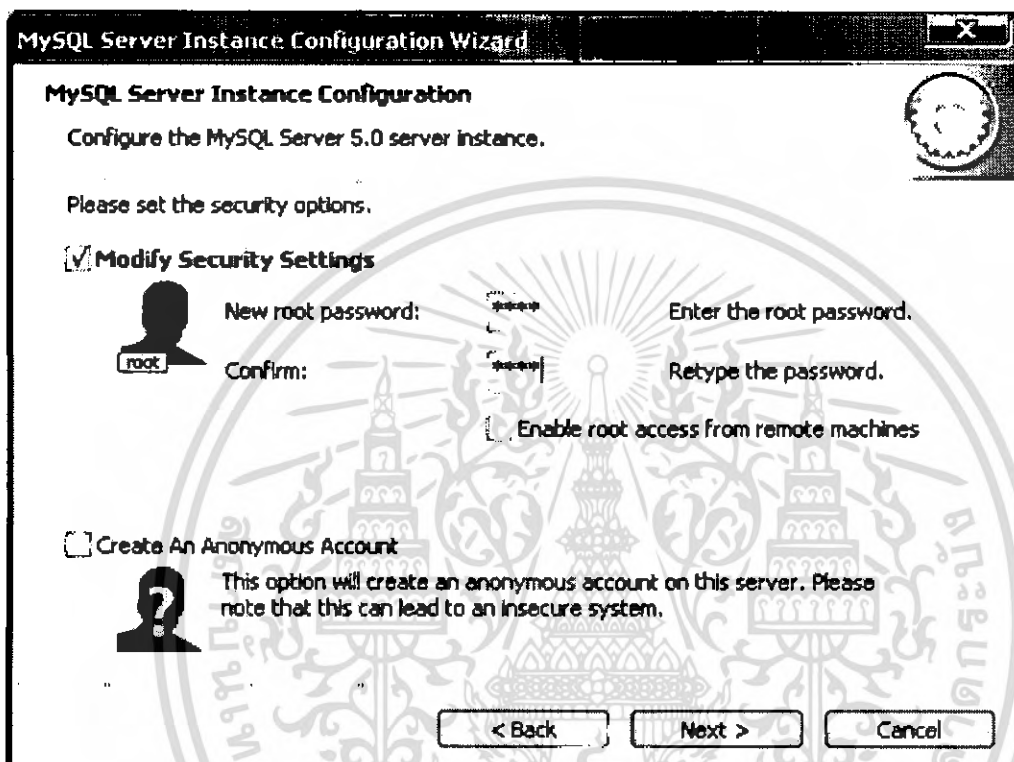 MySQL Server Instance Configuration Wizard
X
MySQL Server Instance Configuration
Configure the MySQL Server 5.0 server instance.
Please set the security options.
Modify Security Settings
root
New root password: **** Enter the root password.
Confirm: **** Retype the password.
Enable root access from remote machines
Create An Anonymous Account
?
This option will create an anonymous account on this server. Please
note that this can lead to an insecure system.
< Back Next > Cancel